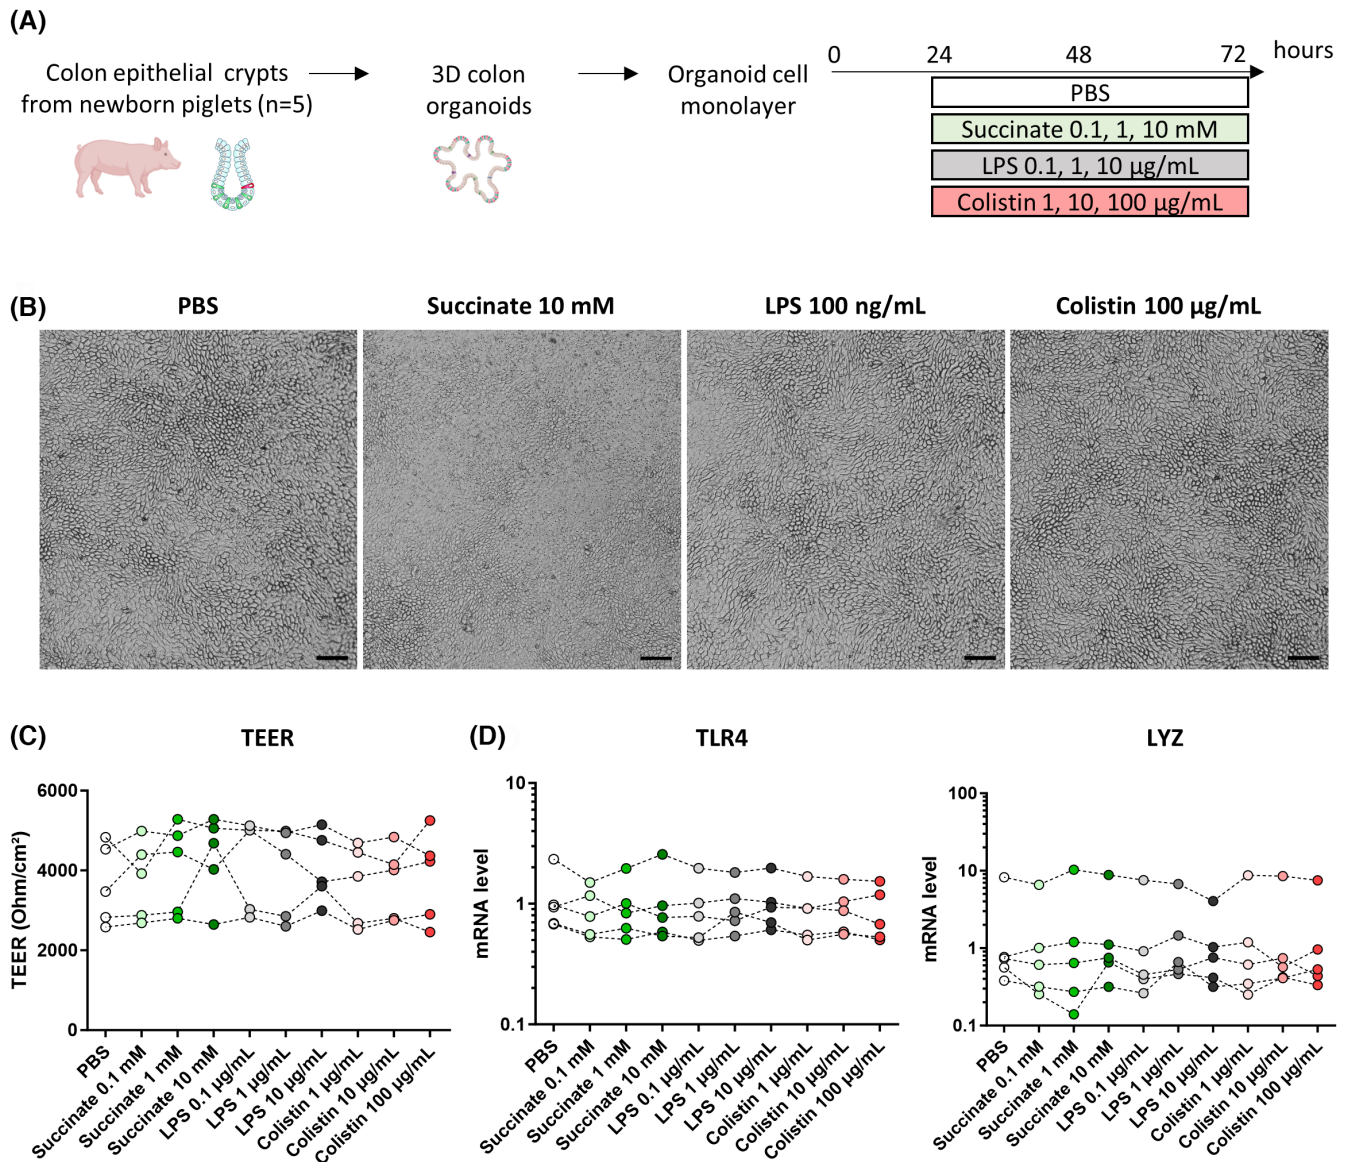 (A)
Colon epithelial crypts
from newborn piglets (n=5)
3D colon
organoids
Organoid cell
monolayer
0 24 48 72 hours
PBS
Succinate 0.1, 1, 10 mM
LPS 0.1, 1, 10 µg/mL
Colistin 1, 10, 100 µg/mL
(B)
PBS
Succinate 10 mM
LPS 100 ng/mL
Colistin 100 µg/mL
(C)
TEER
TEER (Ohm/cm²)
6000
4000
2000
0
PBS
Succinate 0.1 mM
Succinate 1 mM
Succinate 10 mM
LPS 0.1 µg/mL
LPS 1 µg/mL
LPS 10 µg/mL
Colistin 1 µg/mL
Colistin 10 µg/mL
Colistin 100 µg/mL
(D)
TLR4
mRNA level
10
1
0.1
PBS
Succinate 0.1 mM
Succinate 1 mM
Succinate 10 mM
LPS 0.1 µg/mL
LPS 1 µg/mL
LPS 10 µg/mL
Colistin 1 µg/mL
Colistin 10 µg/mL
Colistin 100 µg/mL
LYZ
mRNA level
100
10
1
0.1
PBS
Succinate 0.1 mM
Succinate 1 mM
Succinate 10 mM
LPS 0.1 µg/mL
LPS 1 µg/mL
LPS 10 µg/mL
Colistin 1 µg/mL
Colistin 10 µg/mL
Colistin 100 µg/mL